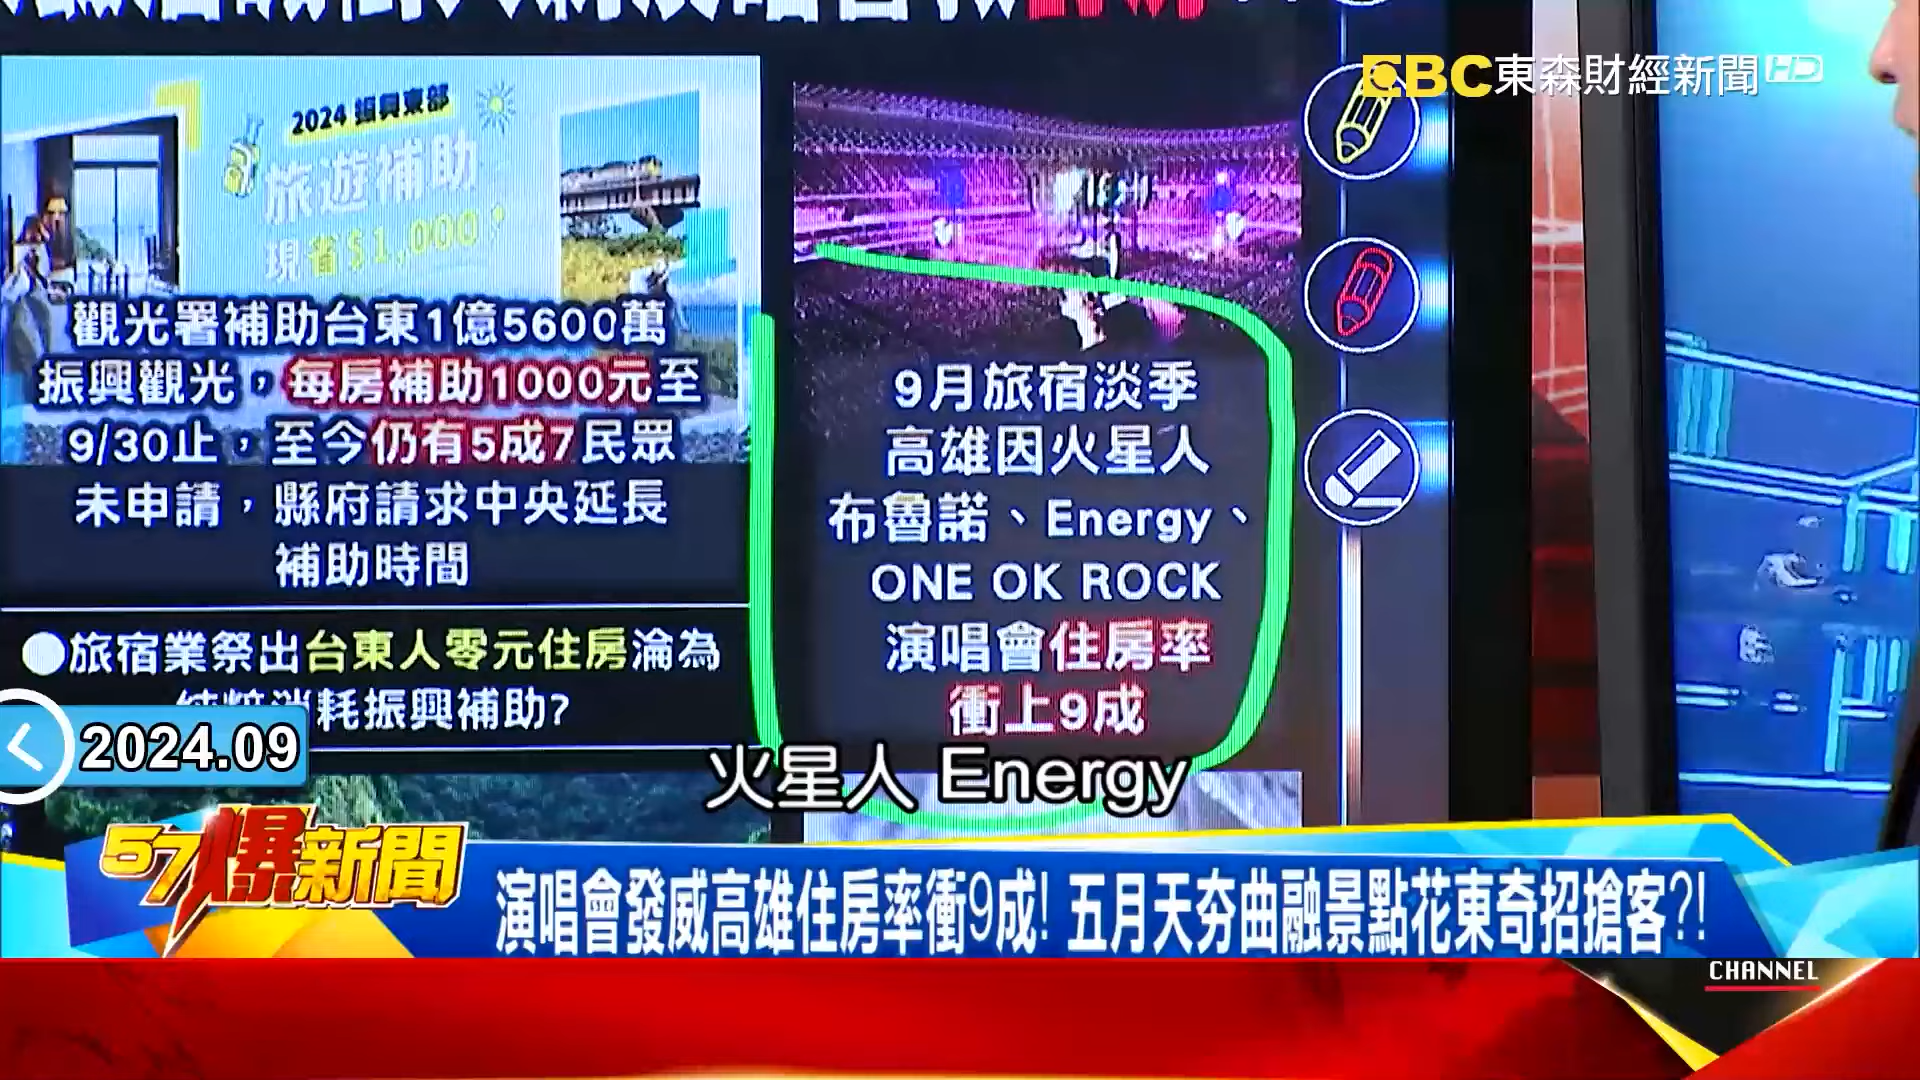 EBC 東森財經新聞 HD
2024 振興東部
旅遊補助
現省$1,000
觀光署補助台東1億5600萬
振興觀光，每房補助1000元至
9/30止，至今仍有5成7民眾
未申請，縣府請求中央延長
補助時間
●旅宿業祭出台東人零元住房淪為
消耗振興補助?
9月旅宿淡季
高雄因火星人
布魯諾、Energy、
ONE OK ROCK
演唱會住房率
衝上9成
2024.09
火星人 Energy
57爆新聞
演唱會發威高雄住房率衝9成! 五月天夯曲融景點花東奇招搶客?!
CHANNEL